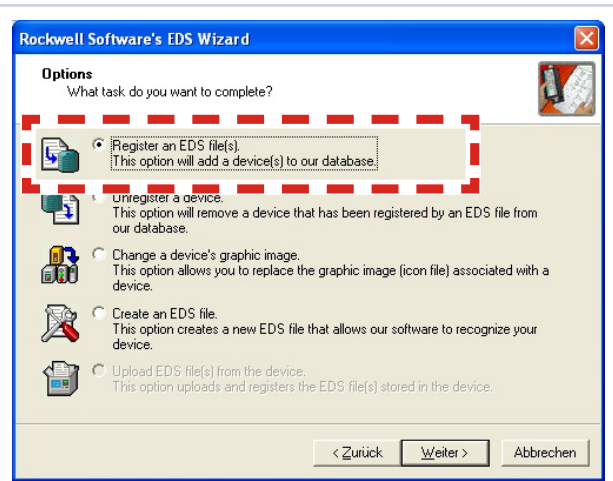 Rockwell Software's EDS Wizard
Options
What task do you want to complete?
Register an EDS file(s).
This option will add a device(s) to our database.
Unregister a device.
This option will remove a device that has been registered by an EDS file from
our database.
Change a device's graphic image.
This option allows you to replace the graphic image (icon file) associated with a
device.
Create an EDS file.
This option creates a new EDS file that allows our software to recognize your
device.
Upload EDS file(s) from the device.
This option uploads and registers the EDS file(s) stored in the device.
< Zurück Weiter > Abbrechen